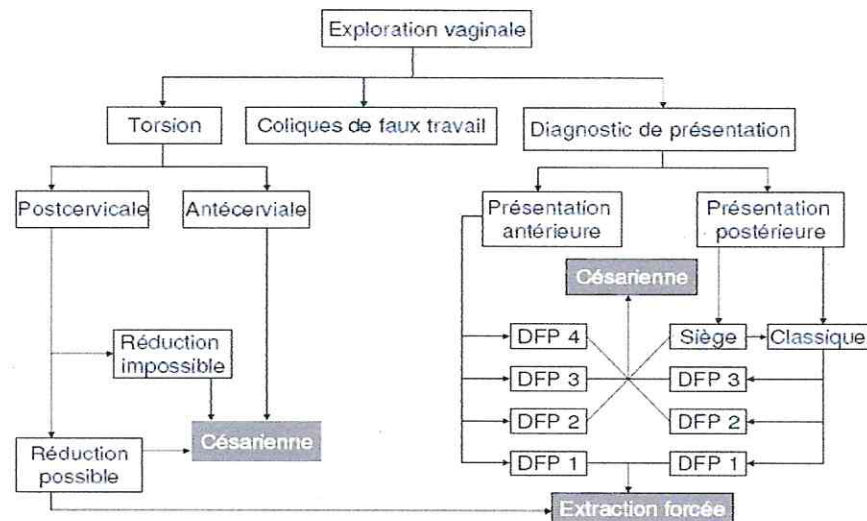 Exploration vaginale
Torsion
Coliques de faux travail
Diagnostic de présentation
Postcervicale
Antécerviale
Présentation
antérieure
Présentation
postérieure
Césarienne
Réduction
impossible
DFP 4
Siège
Classique
DFP 3
DFP 3
DFP 2
DFP 2
Césarienne
Réduction
possible
DFP 1
DFP 1
Extraction forcée